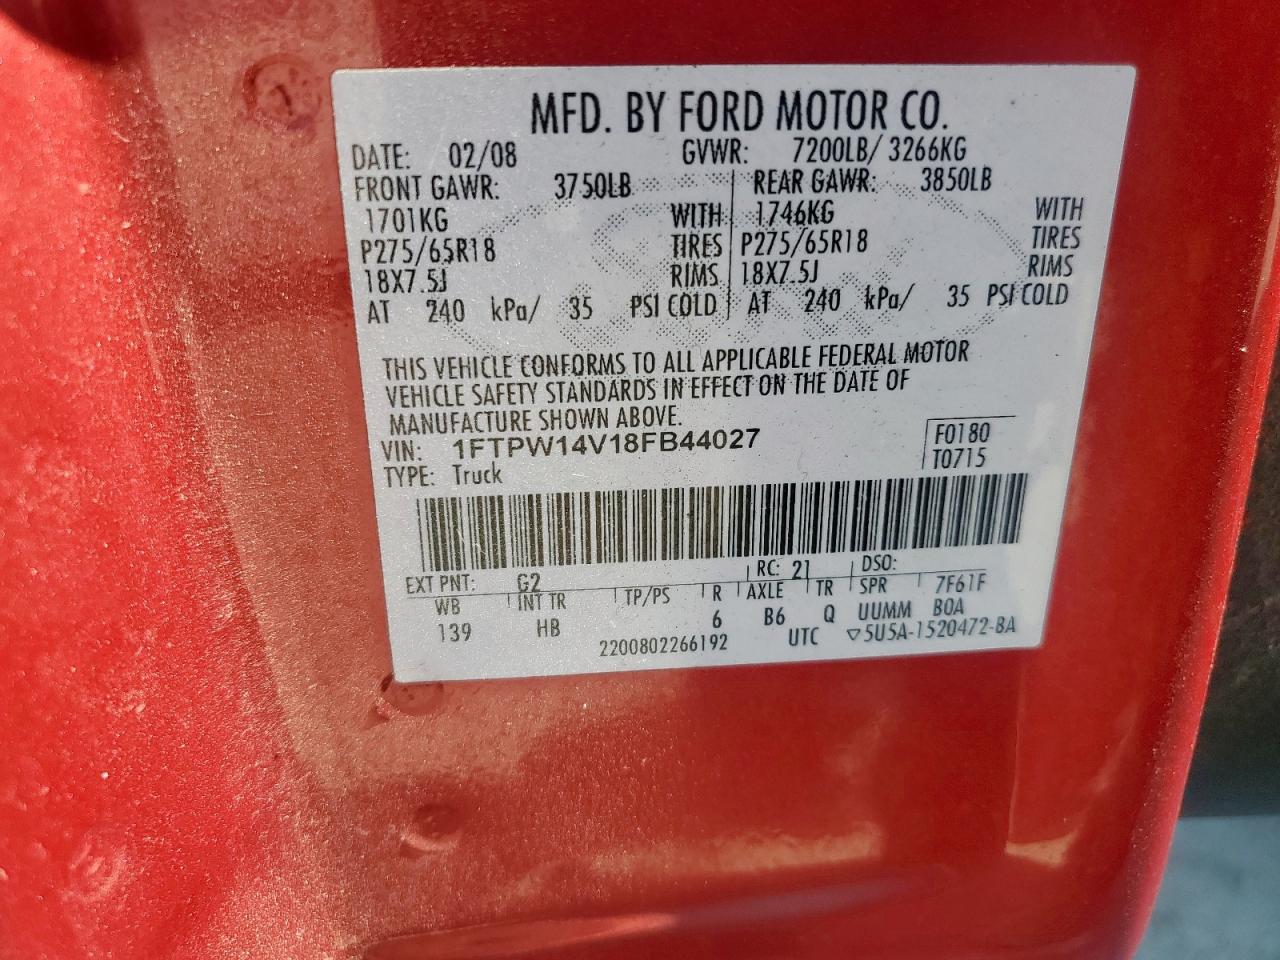 MFD. BY FORD MOTOR CO.
DATE: 02/08 GVWR: 7200LB/ 3266KG
FRONT GAWR: 3750LB REAR GAWR: 3850LB
1701KG WITH 1746KG WITH
P275/65R18 TIRES P275/65R18 TIRES
18X7.5J RIMS 18X7.5J RIMS
AT 240 kPa/ 35 PSI COLD AT 240 kPa/ 35 PSI COLD
THIS VEHICLE CONFORMS TO ALL APPLICABLE FEDERAL MOTOR
VEHICLE SAFETY STANDARDS IN EFFECT ON THE DATE OF
MANUFACTURE SHOWN ABOVE.
VIN: 1FTPW14V18FB44027 F0180
TYPE: Truck T0715
EXT PNT: G2 RC: 21 DSO:
WB INT TR TP/PS R AXLE TR SPR 7F61F
139 HB 6 B6 Q UUMM BOA
2200802266192 UTC ▽5U5A-1520472-BA